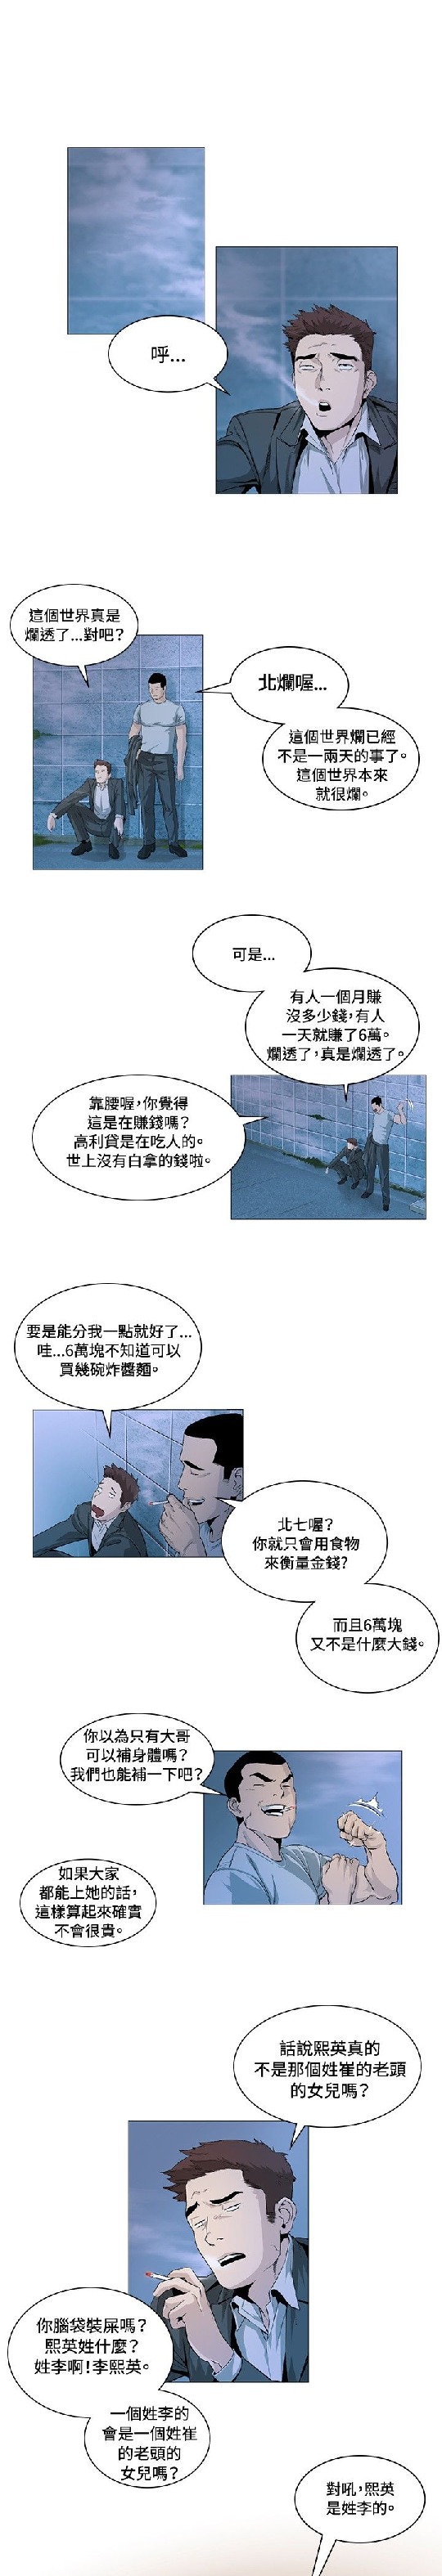 呼...
這個世界真是
爛透了...對吧?
北爛喔...
這個世界爛已經
不是一兩天的事了。
這個世界本來
就很爛。
可是...
有人一個月賺
沒多少錢,有人
一天就賺了6萬。
爛透了,真是爛透了。
靠腰喔,你覺得
這是在賺錢嗎?
高利貸是在吃人的。
世上沒有白拿的錢啦。
要是能分我一點就好了...
哇...6萬塊不知道可以
買幾碗炸醬麵。
北七喔?
你就只會用食物
來衡量金錢?
而且6萬塊
又不是什麼大錢。
你以為只有大哥
可以補身體嗎?
我們也能補一下吧?
如果大家
都能上她的話,
這樣算起來確實
不會很貴。
話說熙英真的
不是那個姓崔的老頭
的女兒嗎?
你腦袋裝屎嗎?
熙英姓什麼?
姓李啊!李熙英。
一個姓李的
會是一個姓崔
的老頭的
女兒嗎?
對吼,熙英
是姓李的。